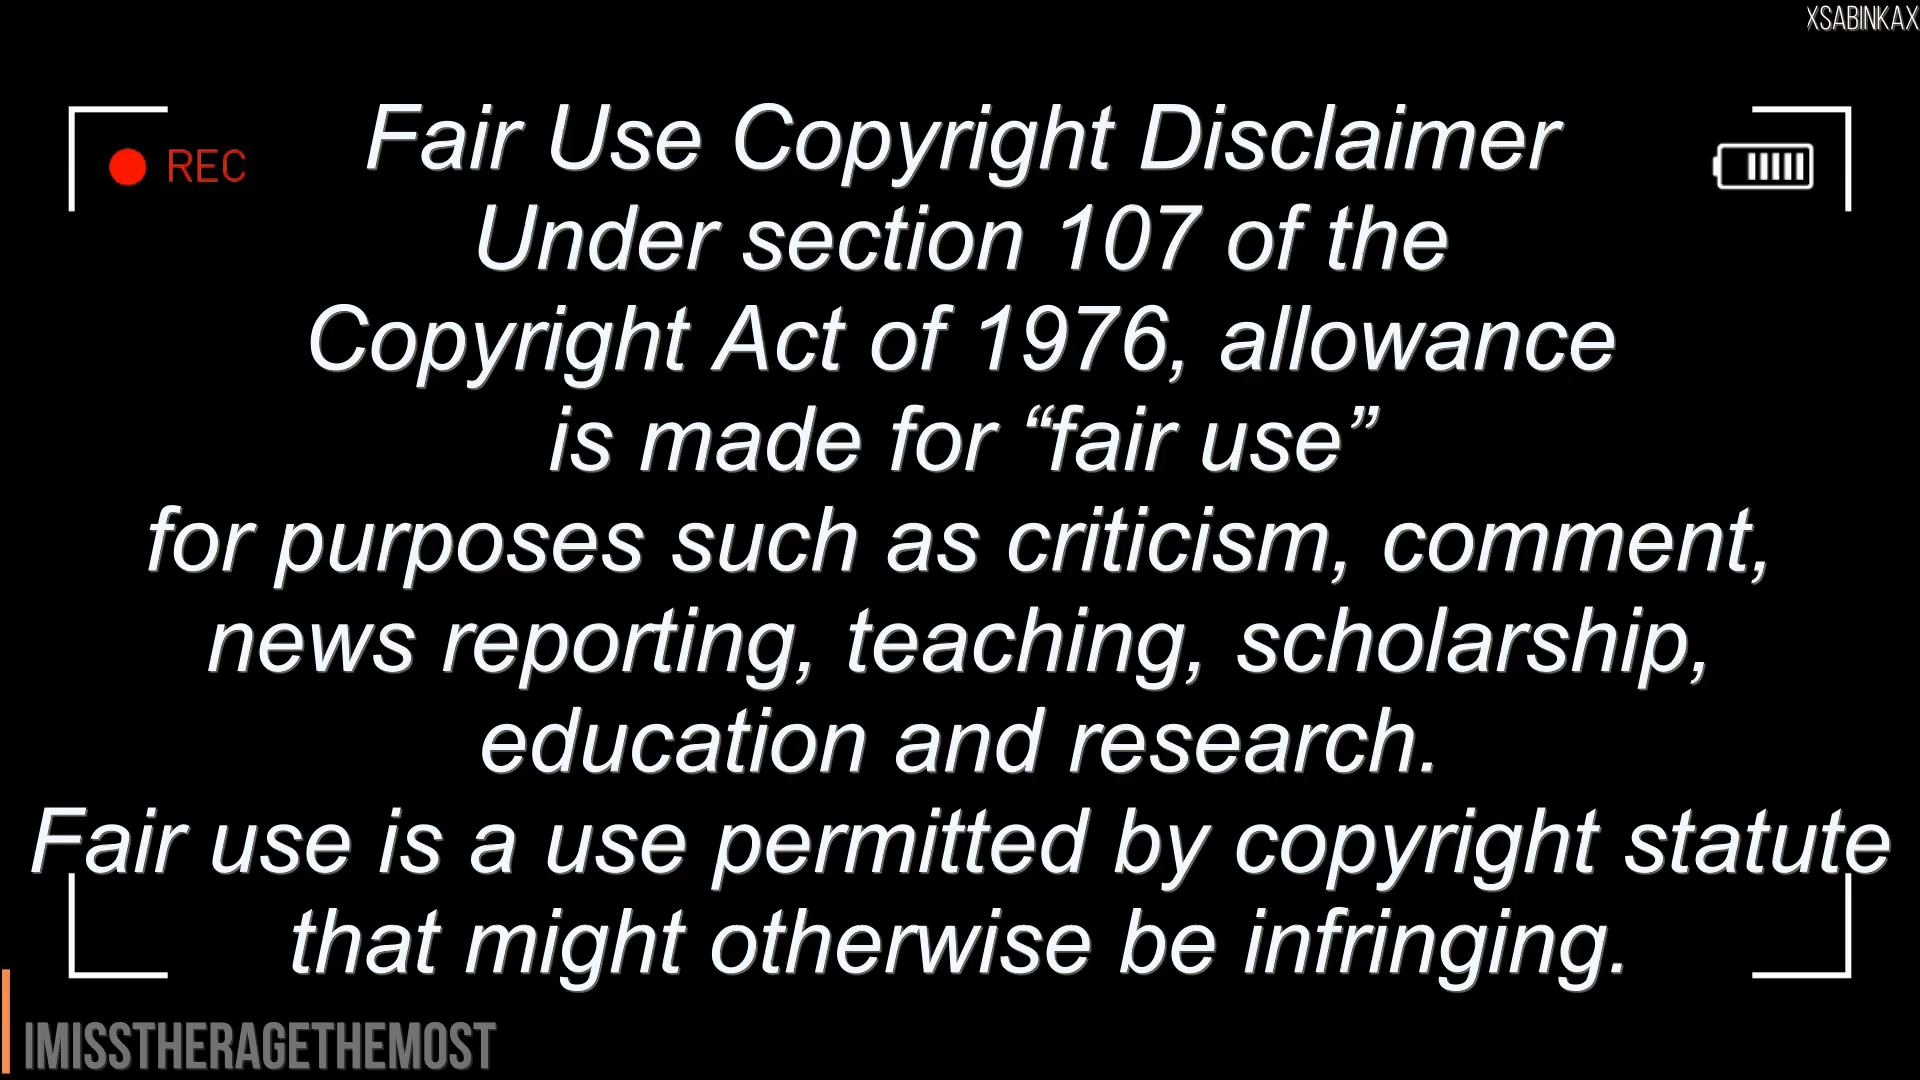 XSABINKAX
REC
Fair Use Copyright Disclaimer
Under section 107 of the
Copyright Act of 1976, allowance
is made for “fair use”
for purposes such as criticism, comment,
news reporting, teaching, scholarship,
education and research.
Fair use is a use permitted by copyright statute
that might otherwise be infringing.
IMISSTHERAGETHEMOST